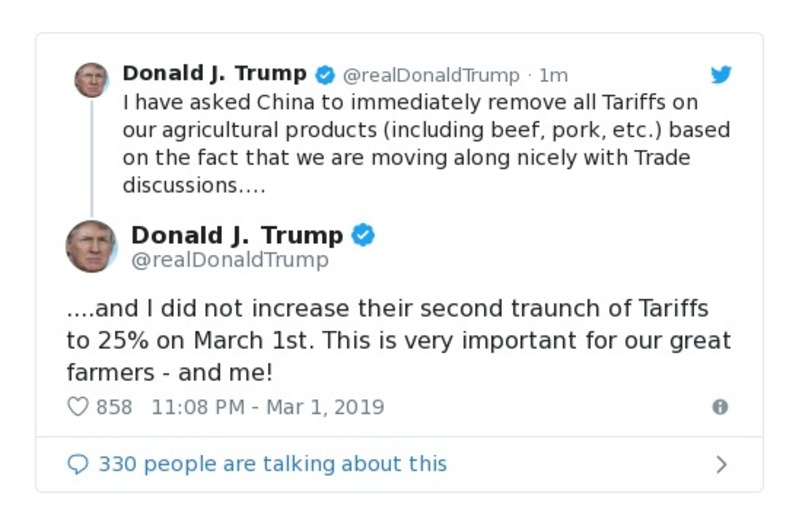 Donald J. Trump @realDonaldTrump · 1m
I have asked China to immediately remove all Tariffs on
our agricultural products (including beef, pork, etc.) based
on the fact that we are moving along nicely with Trade
discussions....
Donald J. Trump
@realDonaldTrump
....and I did not increase their second traunch of Tariffs
to 25% on March 1st. This is very important for our great
farmers - and me!
858 11:08 PM - Mar 1, 2019
330 people are talking about this